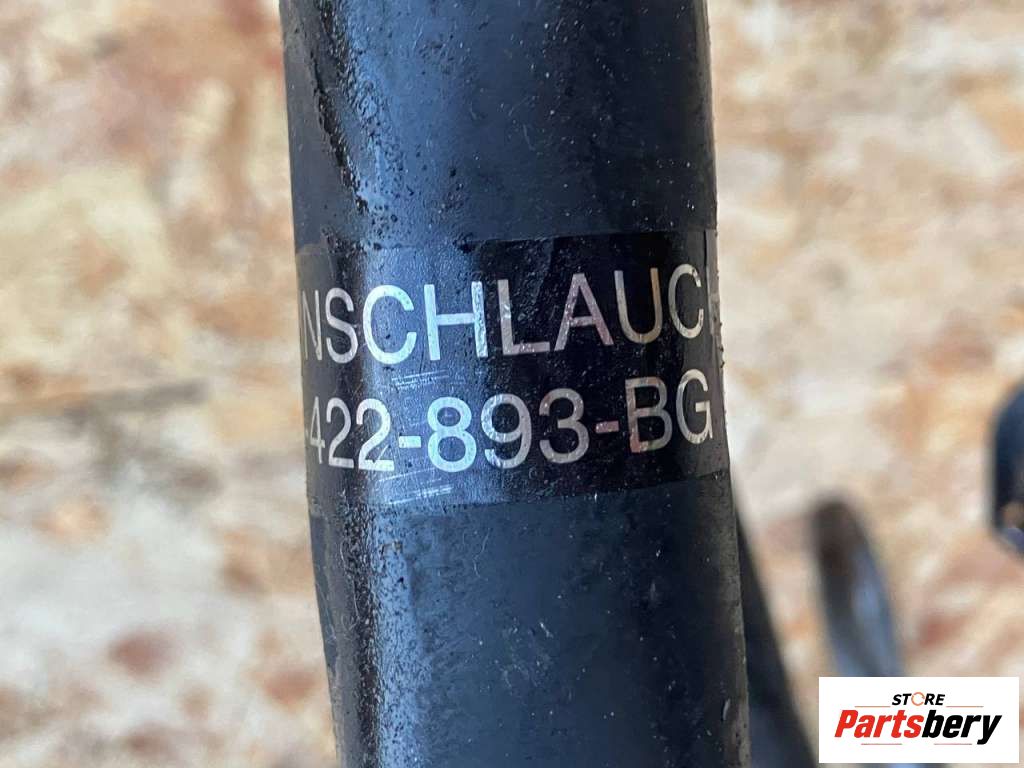 NSCHLAUC
-422-893-BG
STORE
Partsbery